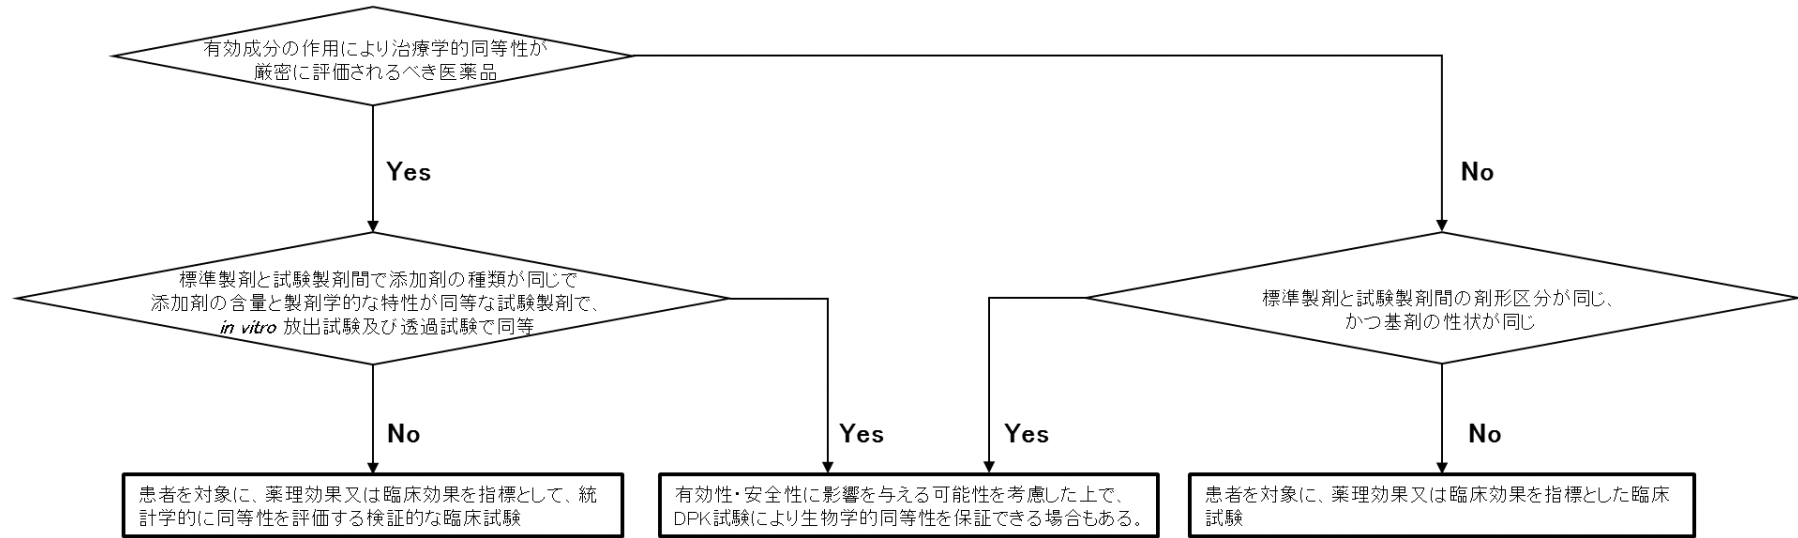 有効成分の作用により治療学的同等性が
厳密に評価されるべき医薬品
Yes
No
標準製剤と試験製剤間で添加剤の種類が同じで
添加剤の含量と製剤学的な特性が同等な試験製剤で、
in vitro 放出試験及び透過試験で同等
標準製剤と試験製剤間の剤形区分が同じ、
かつ基剤の性状が同じ
No
Yes
Yes
No
患者を対象に、薬理効果又は臨床効果を指標として、統
計学的に同等性を評価する検証的な臨床試験
有効性・安全性に影響を与える可能性を考慮した上で、
DPK試験により生物学的同等性を保証できる場合もある。
患者を対象に、薬理効果又は臨床効果を指標とした臨床
試験